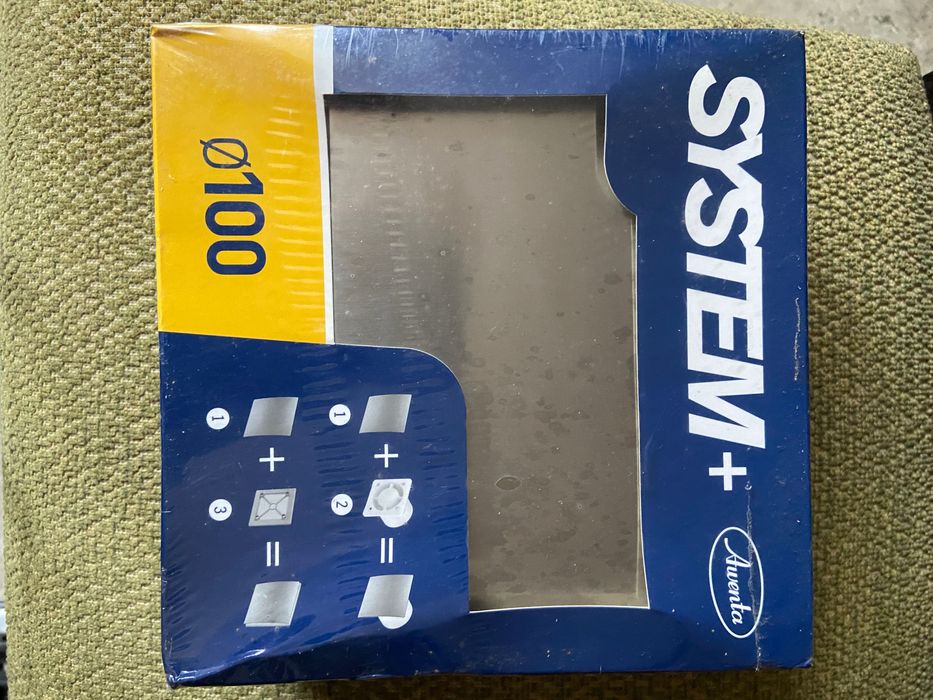 SYSTEM+
Awenta
1 + 2 =
1 + 3 =
Ø100